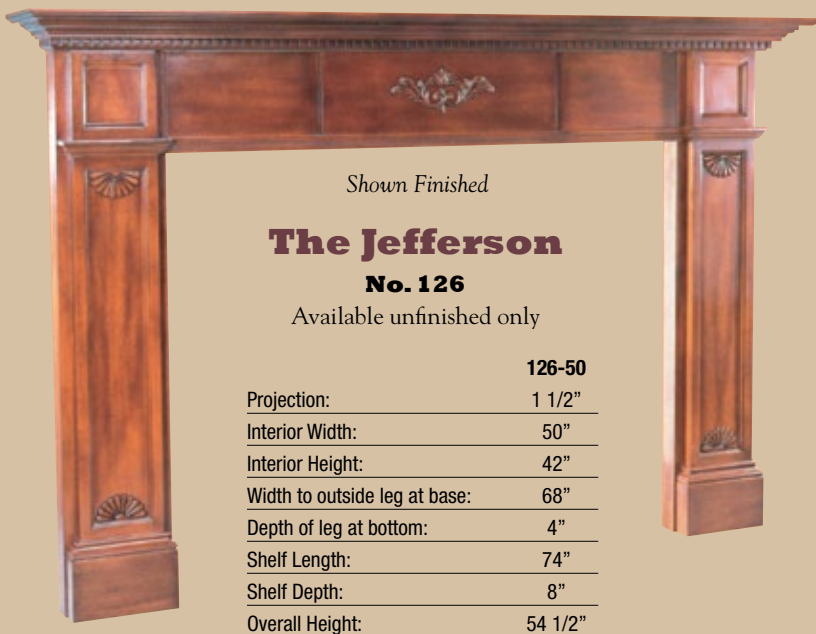 Shown Finished
The Jefferson
No. 126
Available unfinished only
126-50
Projection: 1 1/2”
Interior Width: 50”
Interior Height: 42”
Width to outside leg at base: 68”
Depth of leg at bottom: 4”
Shelf Length: 74”
Shelf Depth: 8”
Overall Height: 54 1/2”